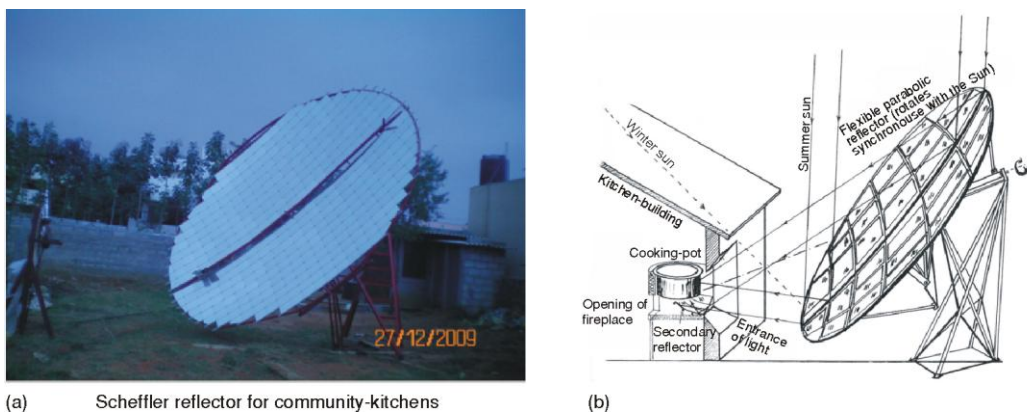 27/12/2009
(a) Scheffler reflector for community-kitchens
Flexible parabolic
reflector (rotales
synchronouse with the Sun)
Summer sun
Winter sun
Kitchen-building
Cooking-pot
Opening of
fireplace
Secondary
reflector
Entrance
of light
(b)